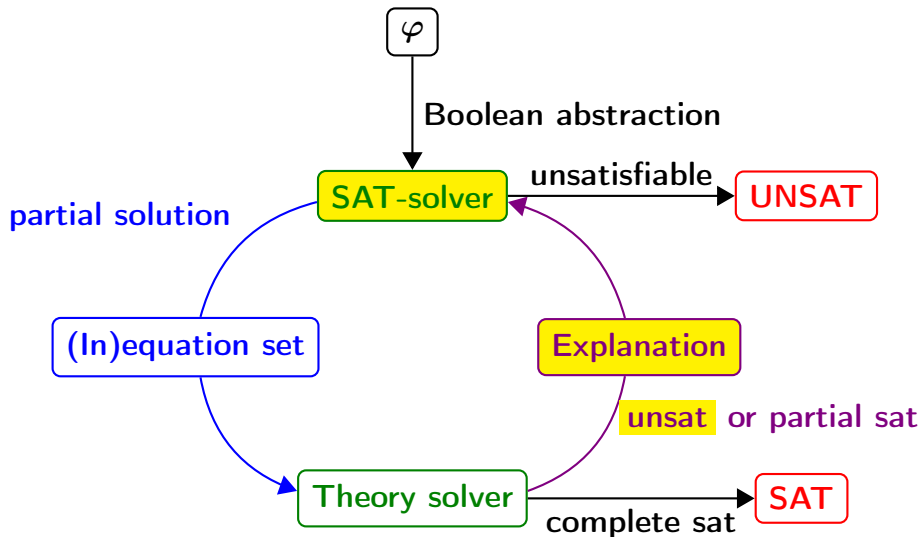 φ
Boolean abstraction
SAT-solver
unsatisfiable
UNSAT
partial solution
(In)equation set
Explanation
unsat or partial sat
Theory solver
complete sat
SAT